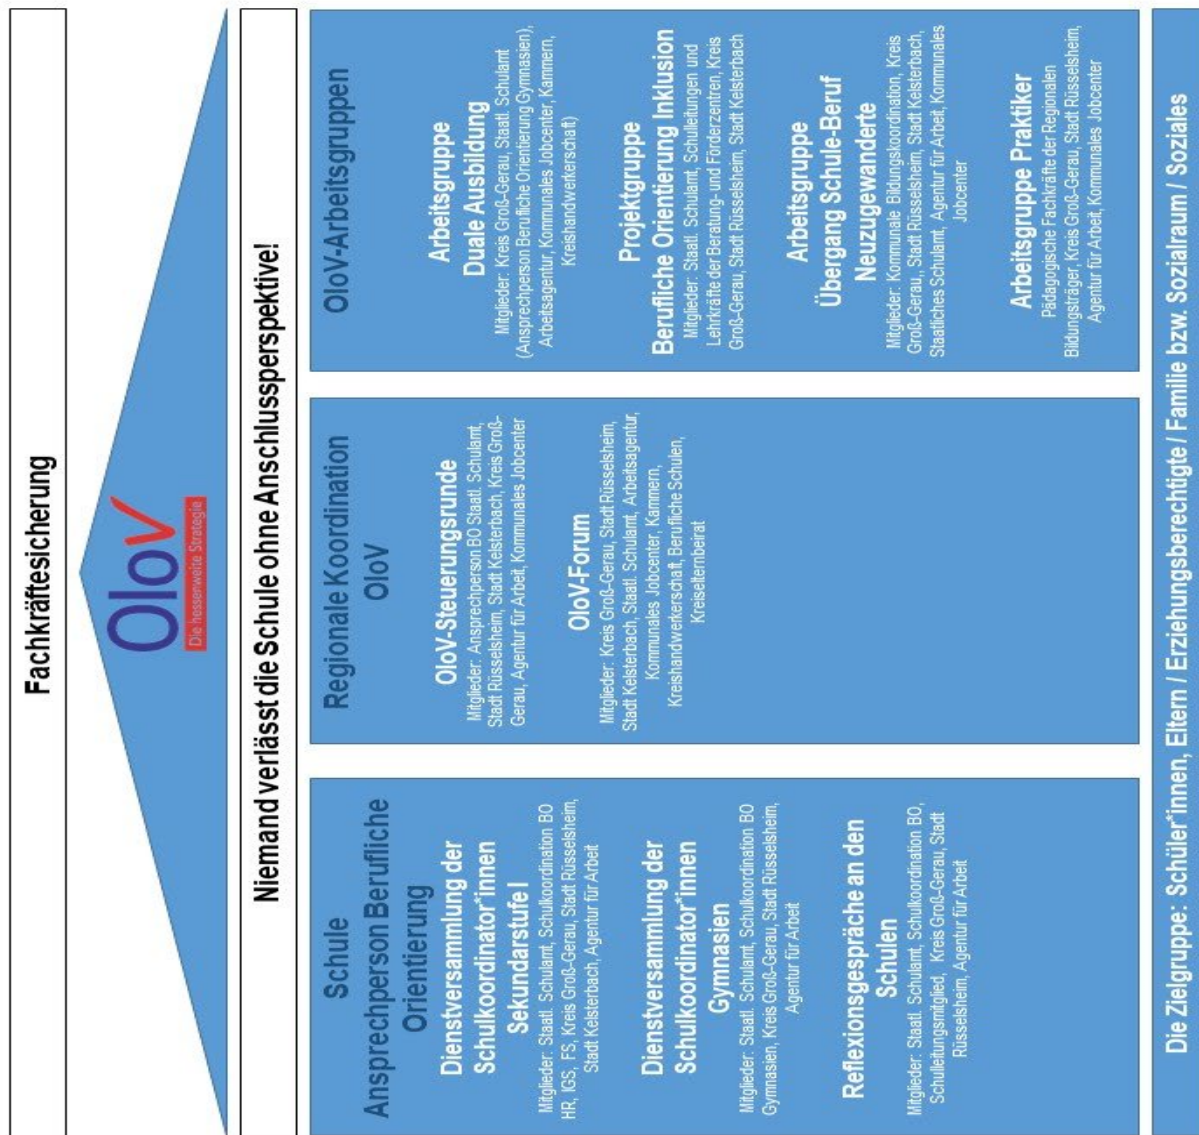 Fachkräftesicherung
OloV
Die hessenweite Strategie
Niemand verlässt die Schule ohne Anschlussperspektive!
Schule
Ansprechperson Berufliche
Orientierung
Dienstversammlung der
Schulkoordinator*innen
Sekundarstufe I
Mitglieder: Staatl. Schulamt, Schulkoordination BO
HR, IGS, FS, Kreis Groß-Gerau, Stadt Rüsselsheim,
Stadt Kelsterbach, Agentur für Arbeit
Dienstversammlung der
Schulkoordinator*innen
Gymnasien
Mitglieder: Staatl. Schulamt, Schulkoordination BO
Gymnasien, Kreis Groß-Gerau, Stadt Rüsselsheim,
Agentur für Arbeit
Reflexionsgespräche an den
Schulen
Mitglieder: Staatl. Schulamt, Schulkoordination BO,
Schulleitungsmitglied, Kreis Groß-Gerau, Stadt
Rüsselsheim, Agentur für Arbeit
Regionale Koordination
OloV
OloV-Steuerungsrunde
Mitglieder: Ansprechperson BO Staatl. Schulamt,
Stadt Rüsselsheim, Stadt Kelsterbach, Kreis Groß-
Gerau, Agentur für Arbeit, Kommunales Jobcenter
OloV-Forum
Mitglieder: Kreis Groß-Gerau, Stadt Rüsselsheim,
Stadt Kelsterbach, Staatl. Schulamt, Arbeitsagentur,
Kommunales Jobcenter, Kammern,
Kreishandwerkerschaft, Berufliche Schulen,
Kreiselternbeirat
OloV-Arbeitsgruppen
Arbeitsgruppe
Duale Ausbildung
Mitglieder: Kreis Groß-Gerau, Staatl. Schulamt
(Ansprechperson Berufliche Orientierung Gymnasien),
Arbeitsagentur, Kommunales Jobcenter, Kammern,
Kreishandwerkerschaft)
Projektgruppe
Berufliche Orientierung Inklusion
Mitglieder: Staatl. Schulamt, Schulleitungen und
Lehrkräfte der Beratung- und Förderzentren, Kreis
Groß-Gerau, Stadt Rüsselsheim, Stadt Kelsterbach
Arbeitsgruppe
Übergang Schule-Beruf
Neuzugewanderte
Mitglieder: Kommunale Bildungskoordination, Kreis
Groß-Gerau,, Stadt Rüsselsheim, Stadt Kelsterbach,
Staatliches Schulamt, Agentur für Arbeit, Kommunales
Jobcenter
Arbeitsgruppe Praktiker
Pädagogische Fachkräfte der Regionalen
Bildungsträger, Kreis Groß-Gerau, Stadt Rüsselsheim,
Agentur für Arbeit, Kommunales Jobcenter
Die Zielgruppe: Schüler*innen, Eltern / Erziehungsberechtigte / Familie bzw. Sozialraum / Soziales